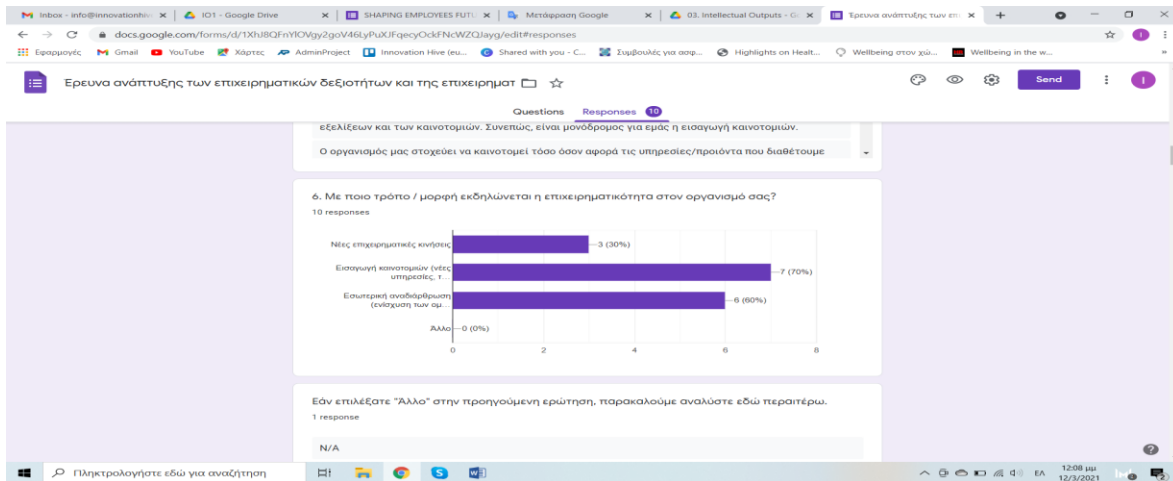 Inbox - info@innovationhiv
IO1 - Google Drive
SHAPING EMPLOYEES FUTU
Μετάφραση Google
03. Intellectual Outputs - Go
Έρευνα ανάπτυξης των επι
docs.google.com/forms/d/1XhJ8QFnYlOVgy2goV46LyPuXJFqecyOckFNcWZQJayg/edit#responses
Εφαρμογές
Gmail
YouTube
Χάρτες
AdminProject
Innovation Hive (eu...
Shared with you - C...
Συμβουλές για ασφ...
Highlights on Healt...
Wellbeing στον χώ...
Wellbeing in the w...
Έρευνα ανάπτυξης των επιχειρηματικών δεξιοτήτων και της επιχειρηματ
Send
I
Questions
Responses 10
εξελίξεων και των καινοτομιών. Συνεπώς, είναι μονόδρομος για εμάς η εισαγωγή καινοτομιών.
Ο οργανισμός μας στοχεύει να καινοτομεί τόσο όσον αφορά τις υπηρεσίες/προιόντα που διαθέτουμε
6. Με ποιο τρόπο / μορφή εκδηλώνεται η επιχειρηματικότητα στον οργανισμό σας?
10 responses
Νέες επιχειρηματικές κινήσεις
3 (30%)
Εισαγωγή καινοτομιών (νέες
υπηρεσίες, τ...
7 (70%)
Εσωτερική αναδιάρθρωση
(ενίσχυση των ομ...
6 (60%)
Άλλο
0 (0%)
0 2 4 6 8
Εάν επιλέξατε "Άλλο" στην προηγούμενη ερώτηση, παρακαλούμε αναλύστε εδώ περαιτέρω.
1 response
N/A
Πληκτρολογήστε εδώ για αναζήτηση
ΕΛ
12:08 μμ
12/3/2021